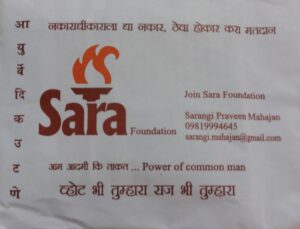 नकाराधीकाराला द्या नकार, ठेवा होकार करा मतदान
आ
यु
र्वे
दि
क
उ
ट
णे
Sara
Foundation
Join Sara Foundation
Sarangi Praveen Mahajan
09819994645
sarangi.mahajan@gmail.com
आम आदमी कि ताकत ... Power of common man
व्होट भी तुम्हारा राज भी तुम्हारा